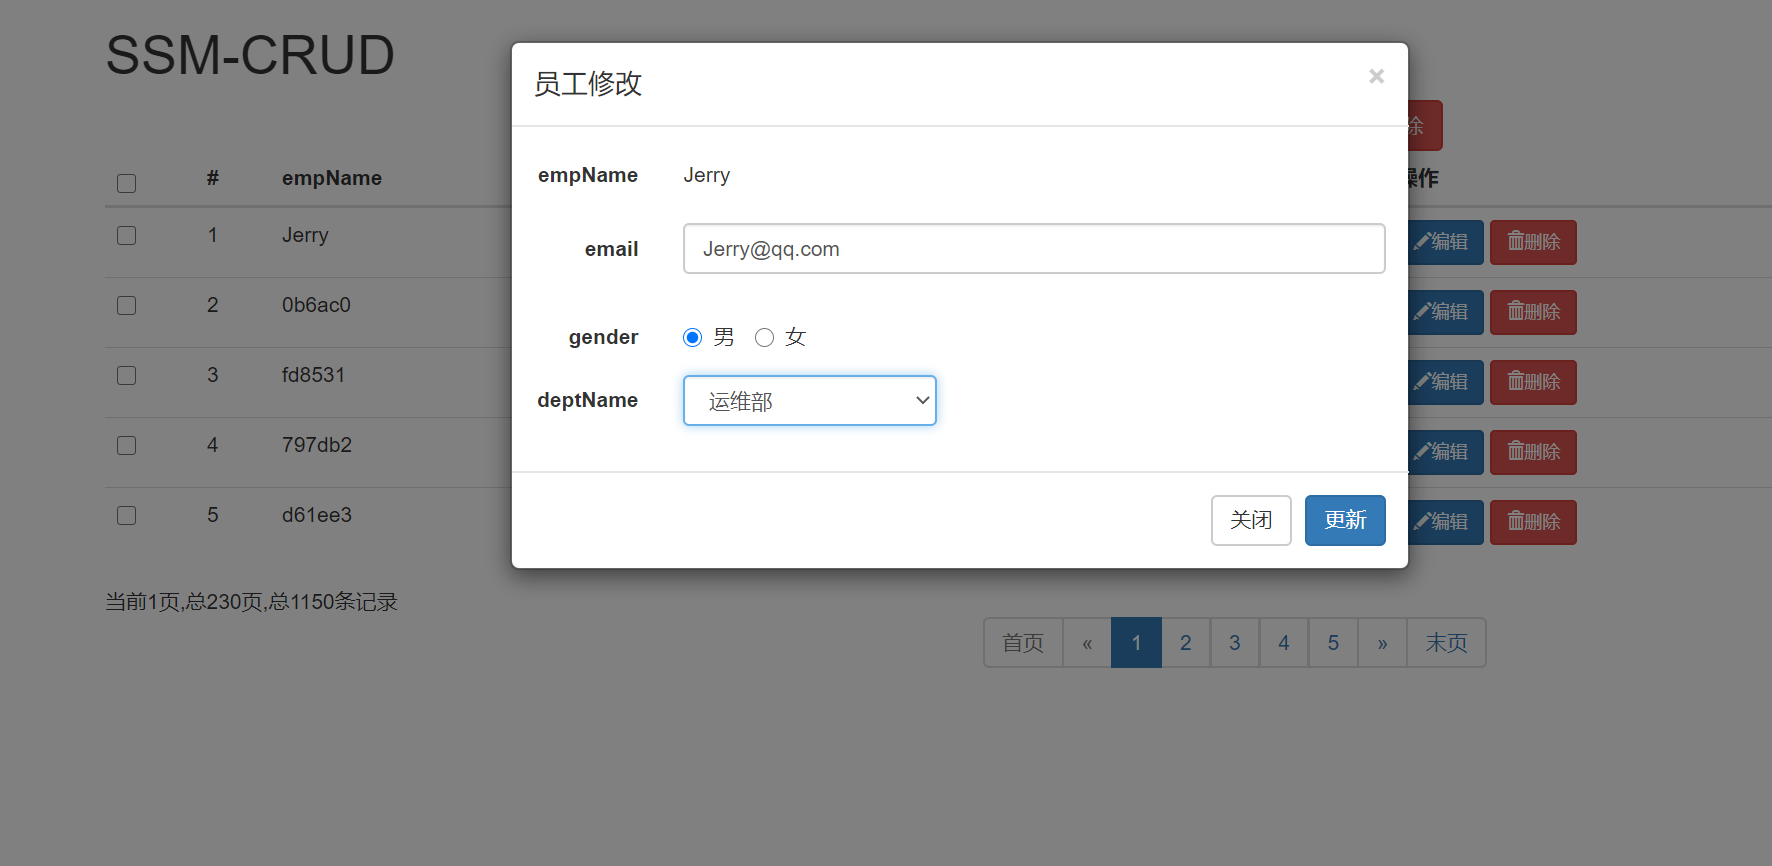 SSM-CRUD
员工修改
×
除
# empName
操作
empName Jerry
email Jerry@qq.com
gender 男 女
deptName 运维部
关闭 更新
1 Jerry 编辑 删除
2 0b6ac0 编辑 删除
3 fd8531 编辑 删除
4 797db2 编辑 删除
5 d61ee3 编辑 删除
当前1页,总230页,总1150条记录
首页 « 1 2 3 4 5 » 末页